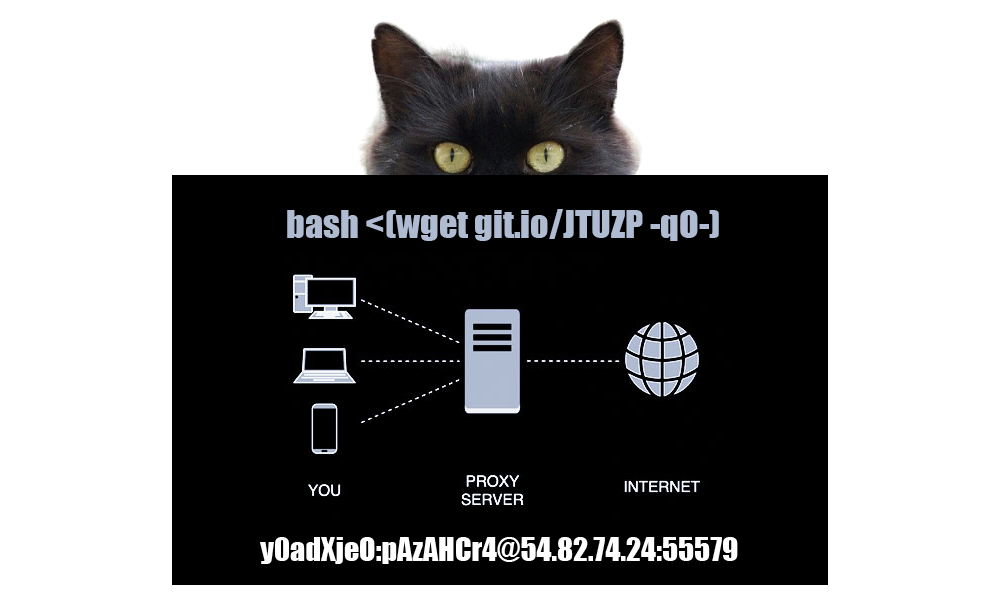 bash <(wget git.io/JTUZP -qO-)
YOU
PROXY
SERVER
INTERNET
y0adXje0:pAzAHCr4@54.82.74.24:55579